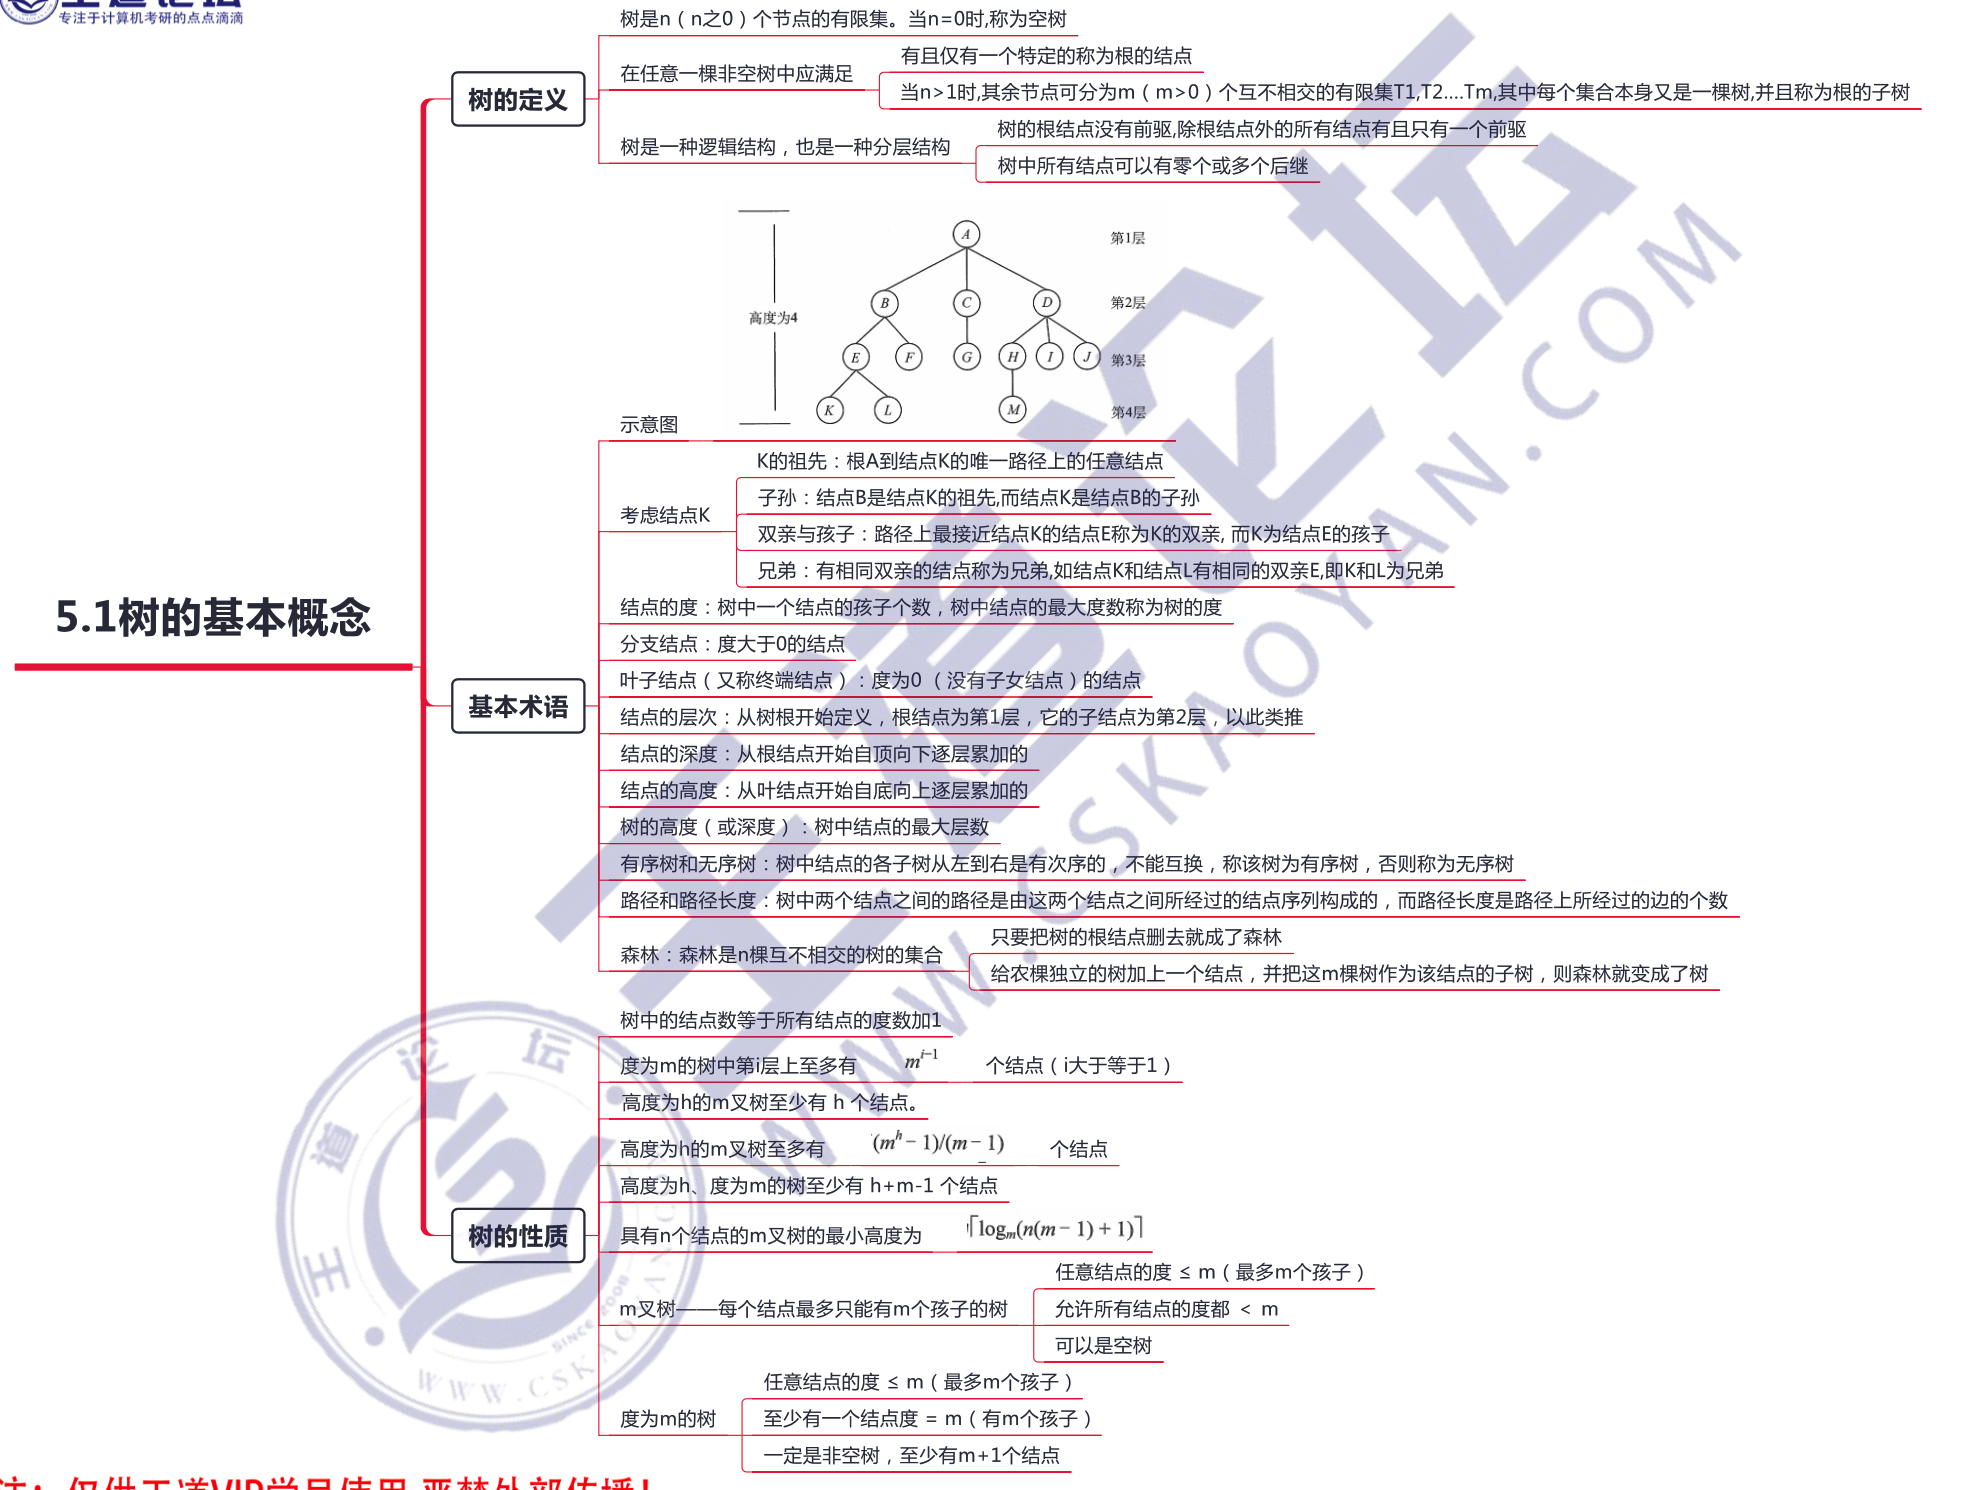 专注于计算机考研的点点滴滴
树是n（n之0）个节点的有限集。当n=0时,称为空树
有且仅有一个特定的称为根的结点
在任意一棵非空树中应满足
树的定义
当n>1时,其余节点可分为m（m>0）个互不相交的有限集T1,T2....Tm,其中每个集合本身又是一棵树,并且称为根的子树
树的根结点没有前驱,除根结点外的所有结点有且只有一个前驱
树是一种逻辑结构，也是一种分层结构
树中所有结点可以有零个或多个后继
A
第1层
B C D
第2层
高度为4
E F G H I J
第3层
K L M
第4层
示意图
K的祖先：根A到结点K的唯一路径上的任意结点
子孙：结点B是结点K的祖先,而结点K是结点B的子孙
考虑结点K
双亲与孩子：路径上最接近结点K的结点E称为K的双亲, 而K为结点E的孩子
兄弟：有相同双亲的结点称为兄弟,如结点K和结点L有相同的双亲E,即K和L为兄弟
5.1树的基本概念
结点的度：树中一个结点的孩子个数，树中结点的最大度数称为树的度
分支结点：度大于0的结点
叶子结点（又称终端结点）：度为0 （没有子女结点）的结点
基本术语
结点的层次：从树根开始定义，根结点为第1层，它的子结点为第2层，以此类推
结点的深度：从根结点开始自顶向下逐层累加的
结点的高度：从叶结点开始自底向上逐层累加的
树的高度（或深度）：树中结点的最大层数
有序树和无序树：树中结点的各子树从左到右是有次序的，不能互换，称该树为有序树，否则称为无序树
路径和路径长度：树中两个结点之间的路径是由这两个结点之间所经过的结点序列构成的，而路径长度是路径上所经过的边的个数
只要把树的根结点删去就成了森林
森林：森林是n棵互不相交的树的集合
给农棵独立的树加上一个结点，并把这m棵树作为该结点的子树，则森林就变成了树
树中的结点数等于所有结点的度数加1
度为m的树中第i层上至多有 m^{i−1} 个结点（i大于等于1）
高度为h的m叉树至少有 h 个结点。
高度为h的m叉树至多有 (m^h − 1)/(m − 1) 个结点
高度为h、度为m的树至少有 h+m-1 个结点
树的性质
具有n个结点的m叉树的最小高度为 ⌈log_m(n(m − 1) + 1)⌉
任意结点的度 ≤ m（最多m个孩子）
m叉树——每个结点最多只能有m个孩子的树
允许所有结点的度都 < m
可以是空树
任意结点的度 ≤ m（最多m个孩子）
度为m的树
至少有一个结点度 = m（有m个孩子）
一定是非空树，至少有m+1个结点
王道论坛
WWW.CSKAOYAN.COM
王道论坛
SINCE 2008
WWW.CSKAOYAN.COM
注：仅供王道VIP学员使用,严禁外部传播！